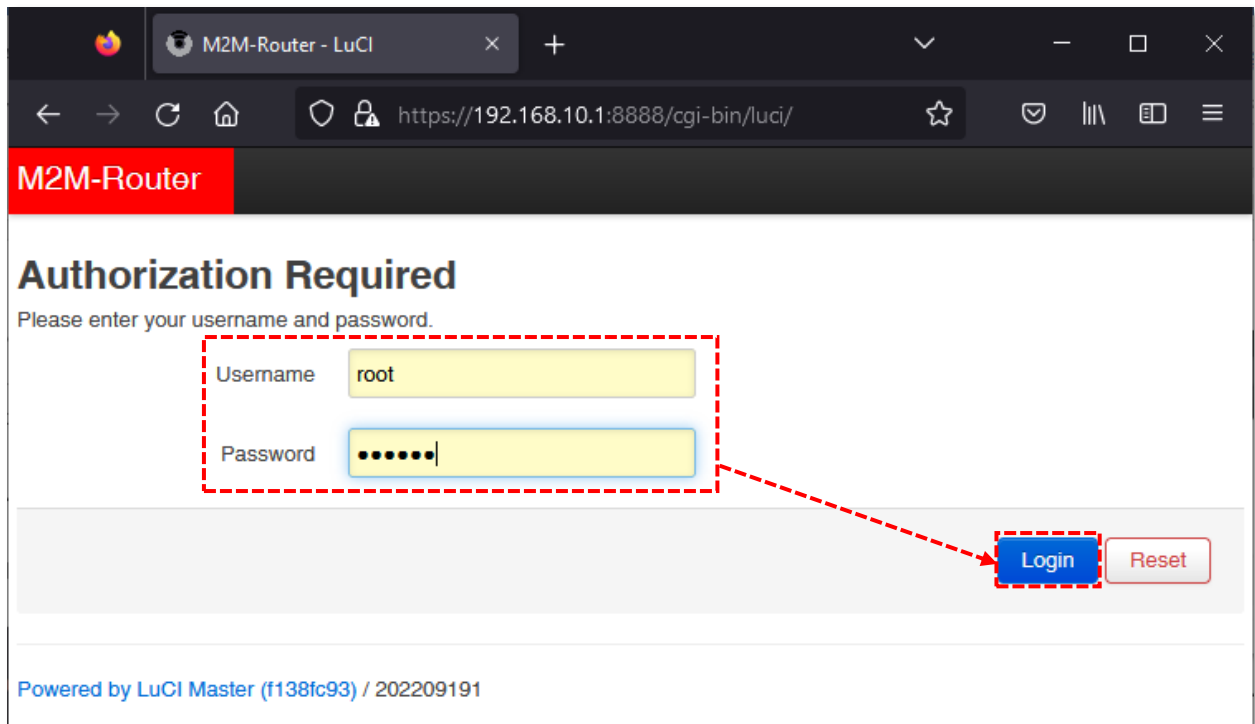 M2M-Router - LuCI
https://192.168.10.1:8888/cgi-bin/luci/
M2M-Router
Authorization Required
Please enter your username and password.
Username root
Password ••••••
Login Reset
Powered by LuCI Master (f138fc93) / 202209191